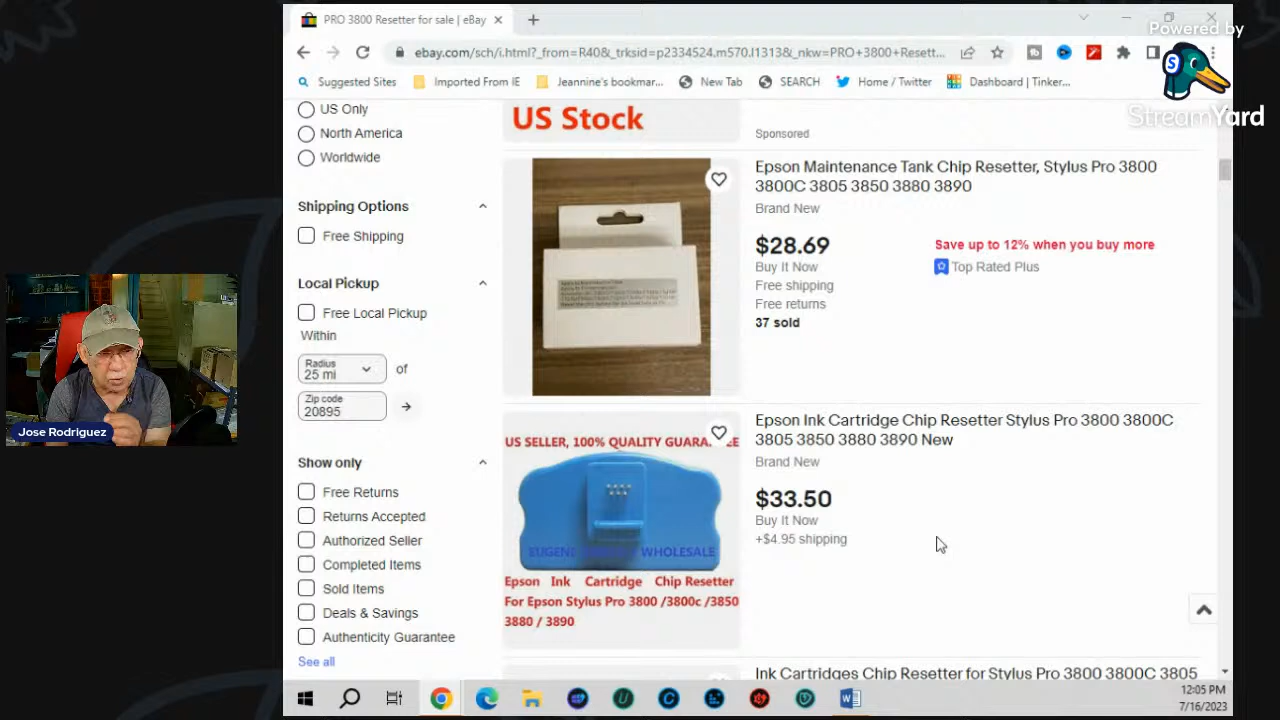 PRO 3800 Resetter for sale | eBay
Powered by
StreamYard
ebay.com/sch/i.html?_from=R40&_trksid=p2334524.m570.l1313&_nkw=PRO+3800+Resett...
Suggested Sites
Imported From IE
Jeannine's bookmar...
New Tab
SEARCH
Home / Twitter
Dashboard | Tinker...
US Only
North America
Worldwide
Shipping Options
Free Shipping
Local Pickup
Free Local Pickup
Within
Radius
25 mi
of
Zip code
20895
Show only
Free Returns
Returns Accepted
Authorized Seller
Completed Items
Sold Items
Deals & Savings
Authenticity Guarantee
See all
US Stock
Sponsored
Epson Maintenance Tank Chip Resetter, Stylus Pro 3800
3800C 3805 3850 3880 3890
Brand New
$28.69
Buy It Now
Free shipping
Free returns
37 sold
Save up to 12% when you buy more
Top Rated Plus
US SELLER, 100% QUALITY GUARA
WHOLESALE
Epson Ink Cartridge Chip Resetter
For Epson Stylus Pro 3800 /3800c /3850
3880 / 3890
Epson Ink Cartridge Chip Resetter Stylus Pro 3800 3800C
3805 3850 3880 3890 New
Brand New
$33.50
Buy It Now
+$4.95 shipping
Ink Cartridges Chip Resetter for Stylus Pro 3800 3800C 3805
Jose Rodriguez
12:05 PM
7/16/2023